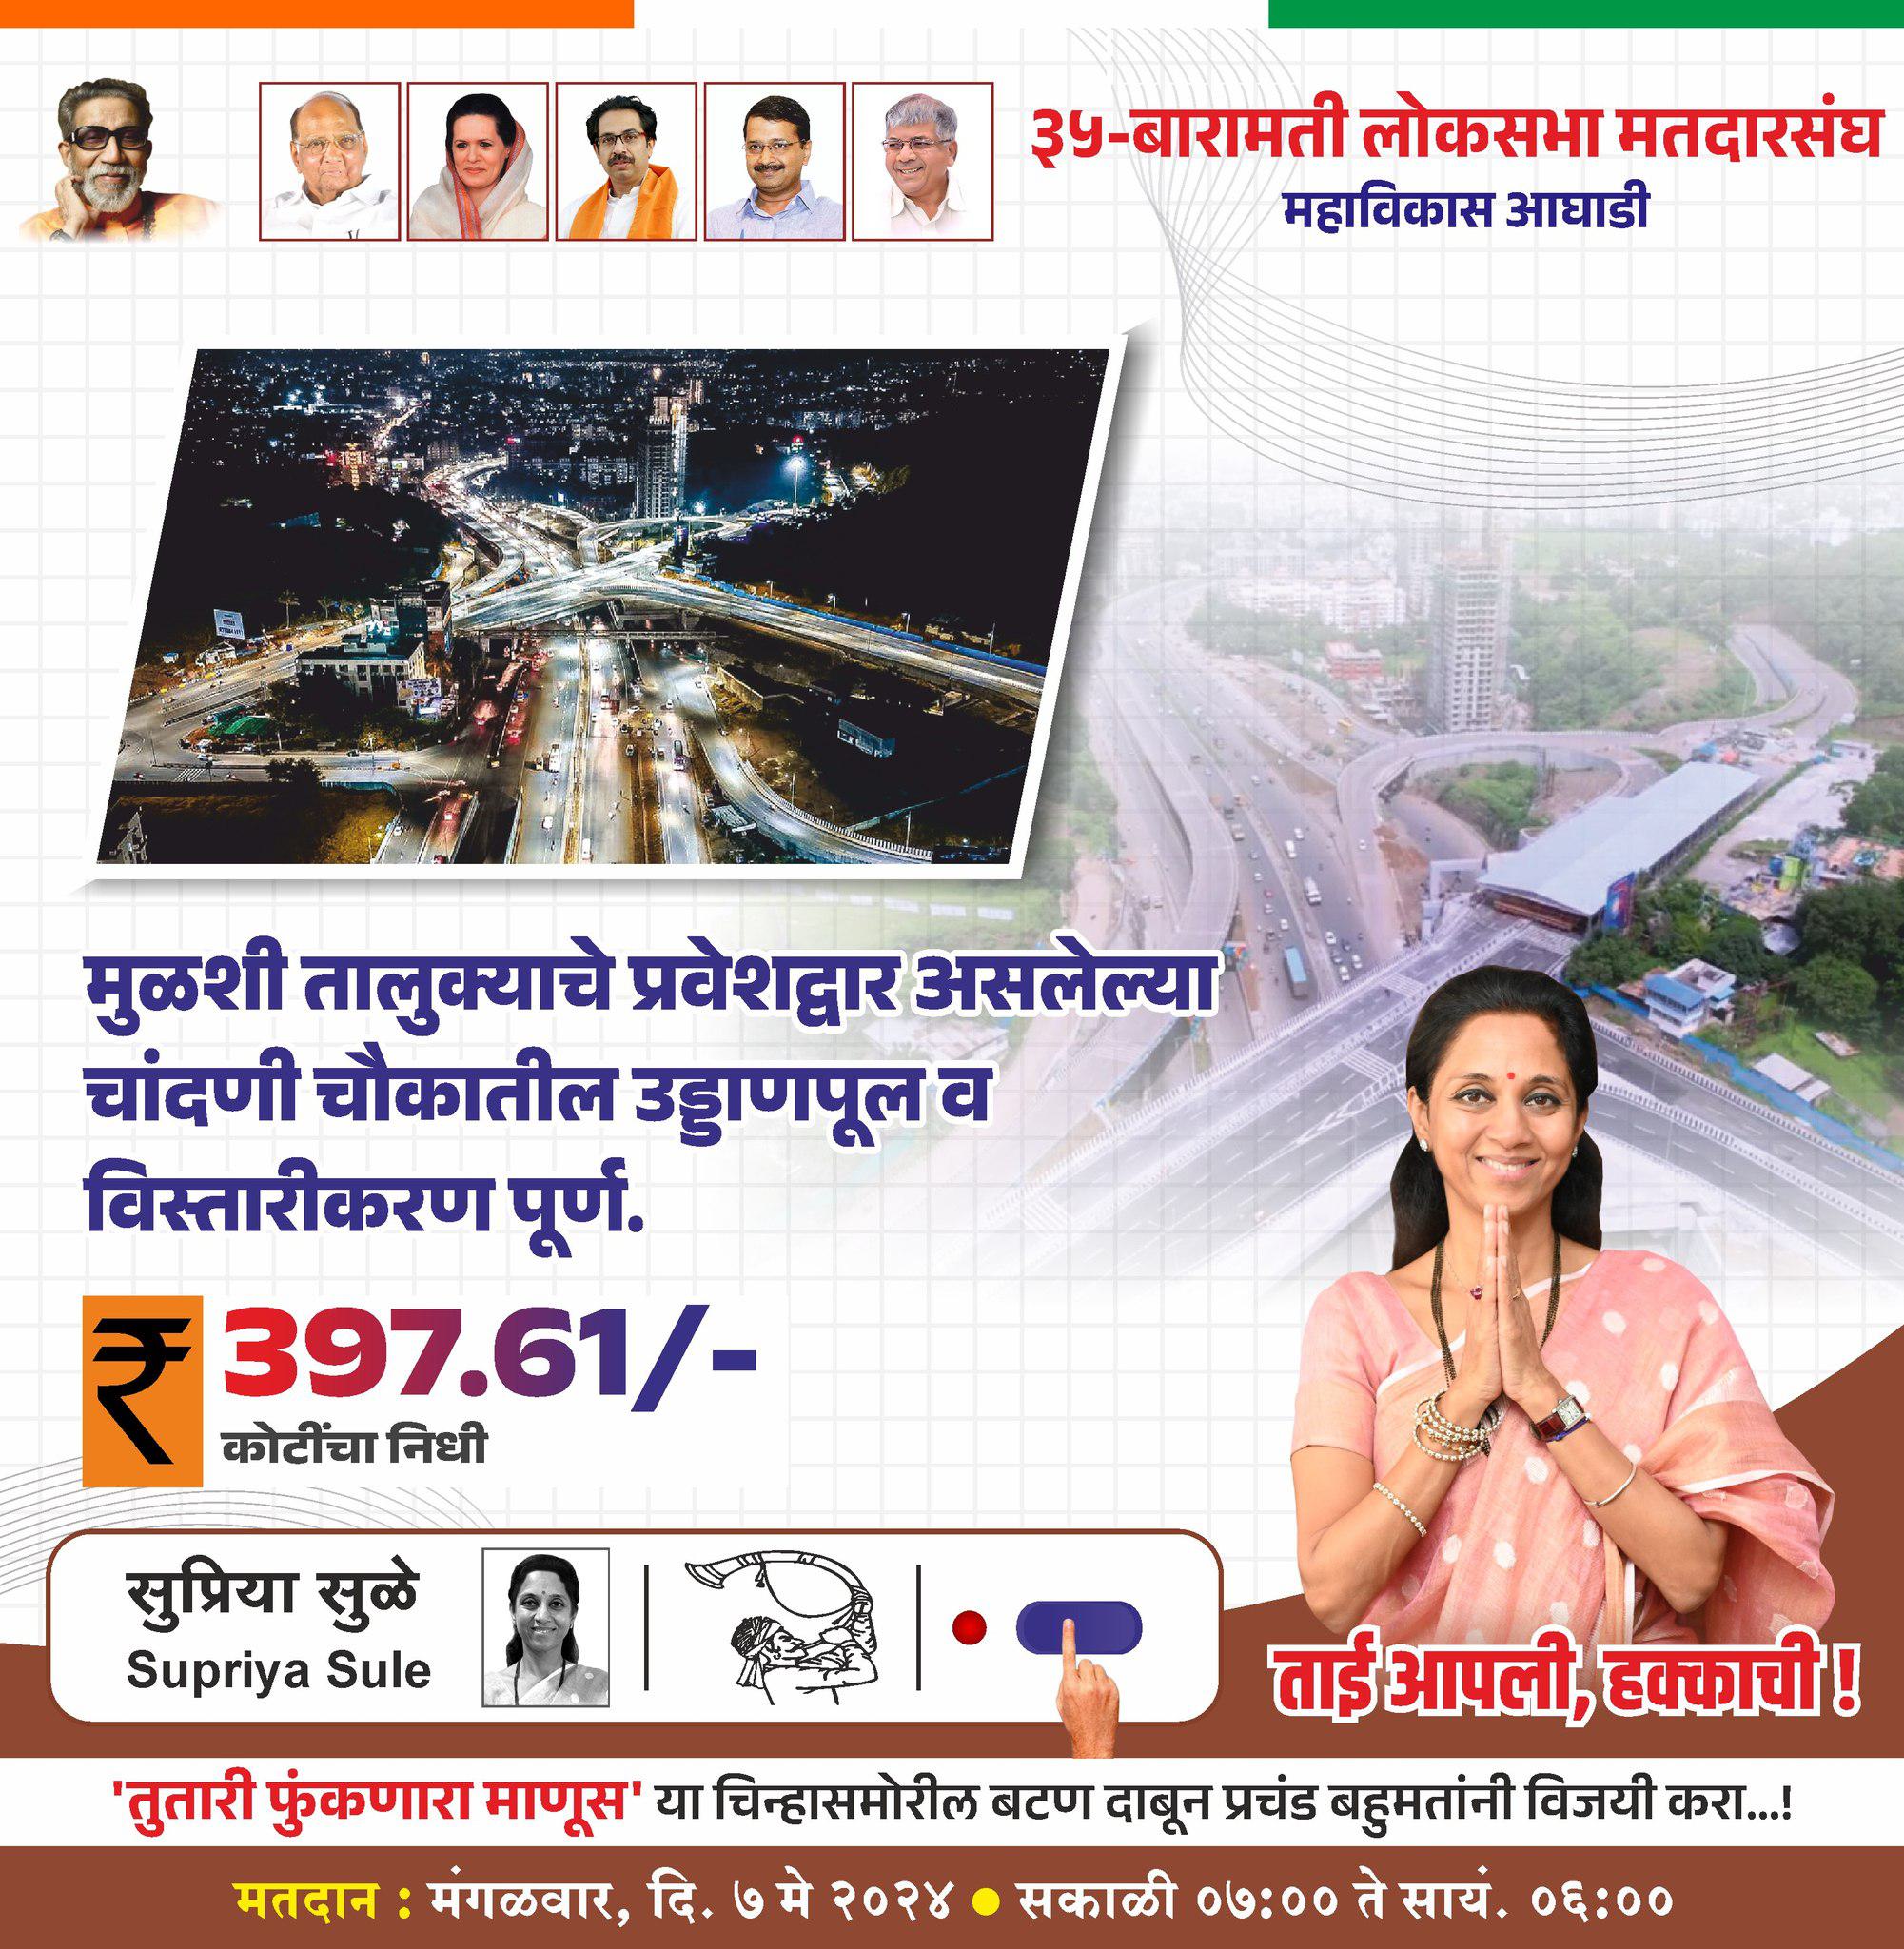 ३५-बारामती लोकसभा मतदारसंघ
महाविकास आघाडी
मुळशी तालुक्याचे प्रवेशद्वार असलेल्या
चांदणी चौकातील उड्डाणपूल व
विस्तारीकरण पूर्ण.
₹ 397.61/-
कोटींचा निधी
सुप्रिया सुळे
Supriya Sule
ताई आपली, हक्काची !
'तुतारी फुंकणारा माणूस' या चिन्हासमोरील बटण दाबून प्रचंड बहुमतांनी विजयी करा...!
मतदान : मंगळवार, दि. ७ मे २०२४ ● सकाळी ०७:०० ते सायं. ०६:००